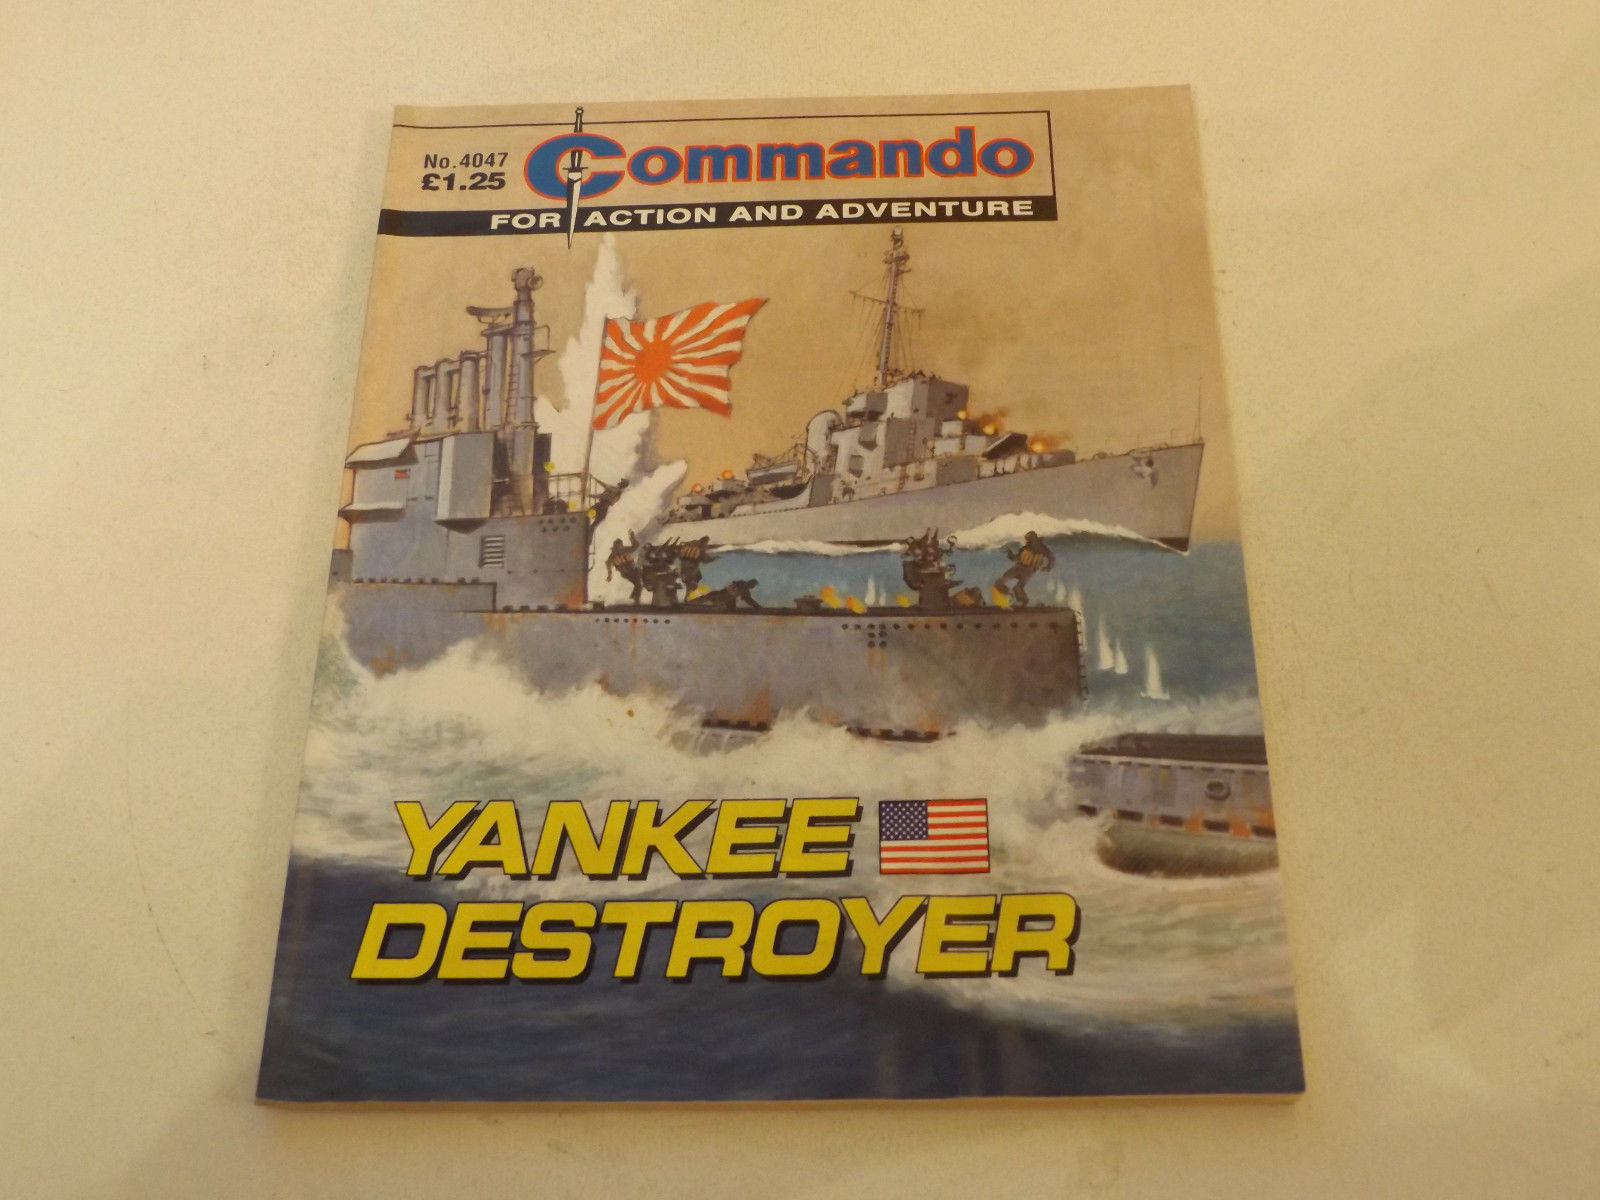 No.4047
£1.25
Commando
FOR ACTION AND ADVENTURE
YANKEE
DESTROYER